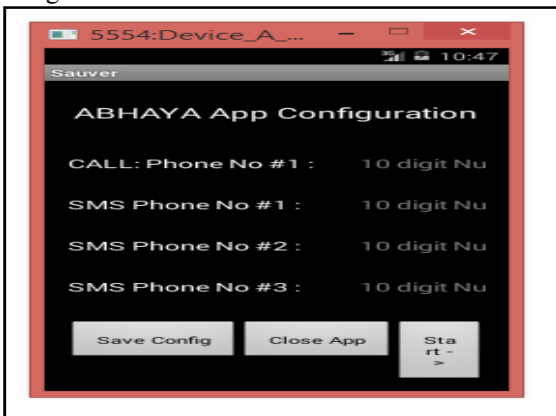 5554:Device_A_...
3G 10:47
Sauver
ABHAYA App Configuration
CALL: Phone No #1 : 10 digit Nu
SMS Phone No #1 : 10 digit Nu
SMS Phone No #2 : 10 digit Nu
SMS Phone No #3 : 10 digit Nu
Save Config Close App Sta
rt -
>